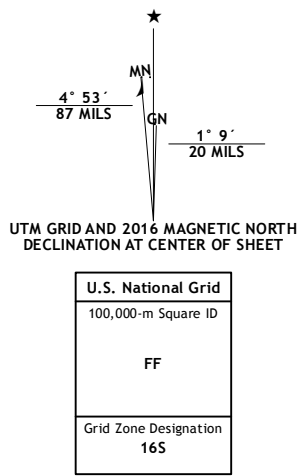 ★
MN
GN
4° 53´
87 MILS
1° 9´
20 MILS
UTM GRID AND 2016 MAGNETIC NORTH
DECLINATION AT CENTER OF SHEET
U.S. National Grid
100,000-m Square ID
FF
Grid Zone Designation
16S